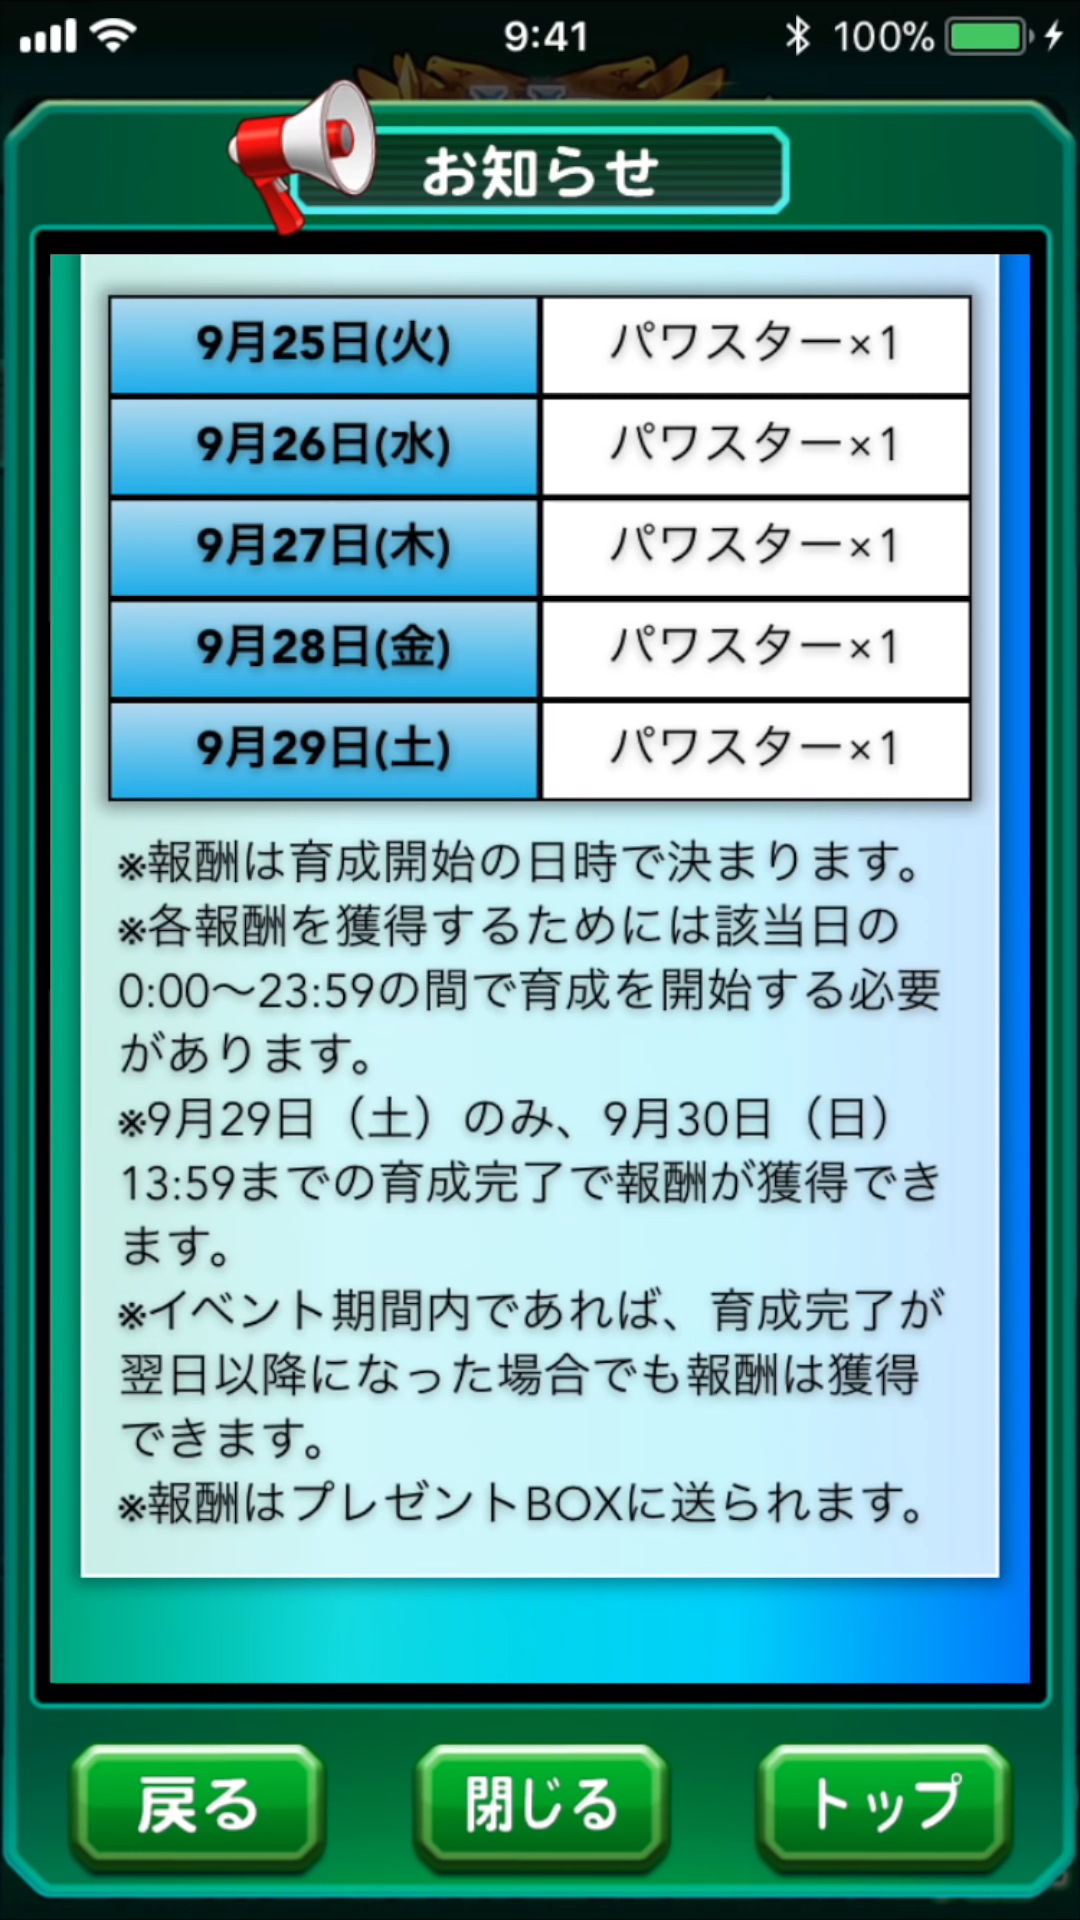 9:41
100%
お知らせ
9月25日(火) パワスター×1
9月26日(水) パワスター×1
9月27日(木) パワスター×1
9月28日(金) パワスター×1
9月29日(土) パワスター×1
※報酬は育成開始の日時で決まります。
※各報酬を獲得するためには該当日の
0:00〜23:59の間で育成を開始する必要
があります。
※9月29日（土）のみ、9月30日（日）
13:59までの育成完了で報酬が獲得でき
ます。
※イベント期間内であれば、育成完了が
翌日以降になった場合でも報酬は獲得
できます。
※報酬はプレゼントBOXに送られます。
戻る 閉じる トップ